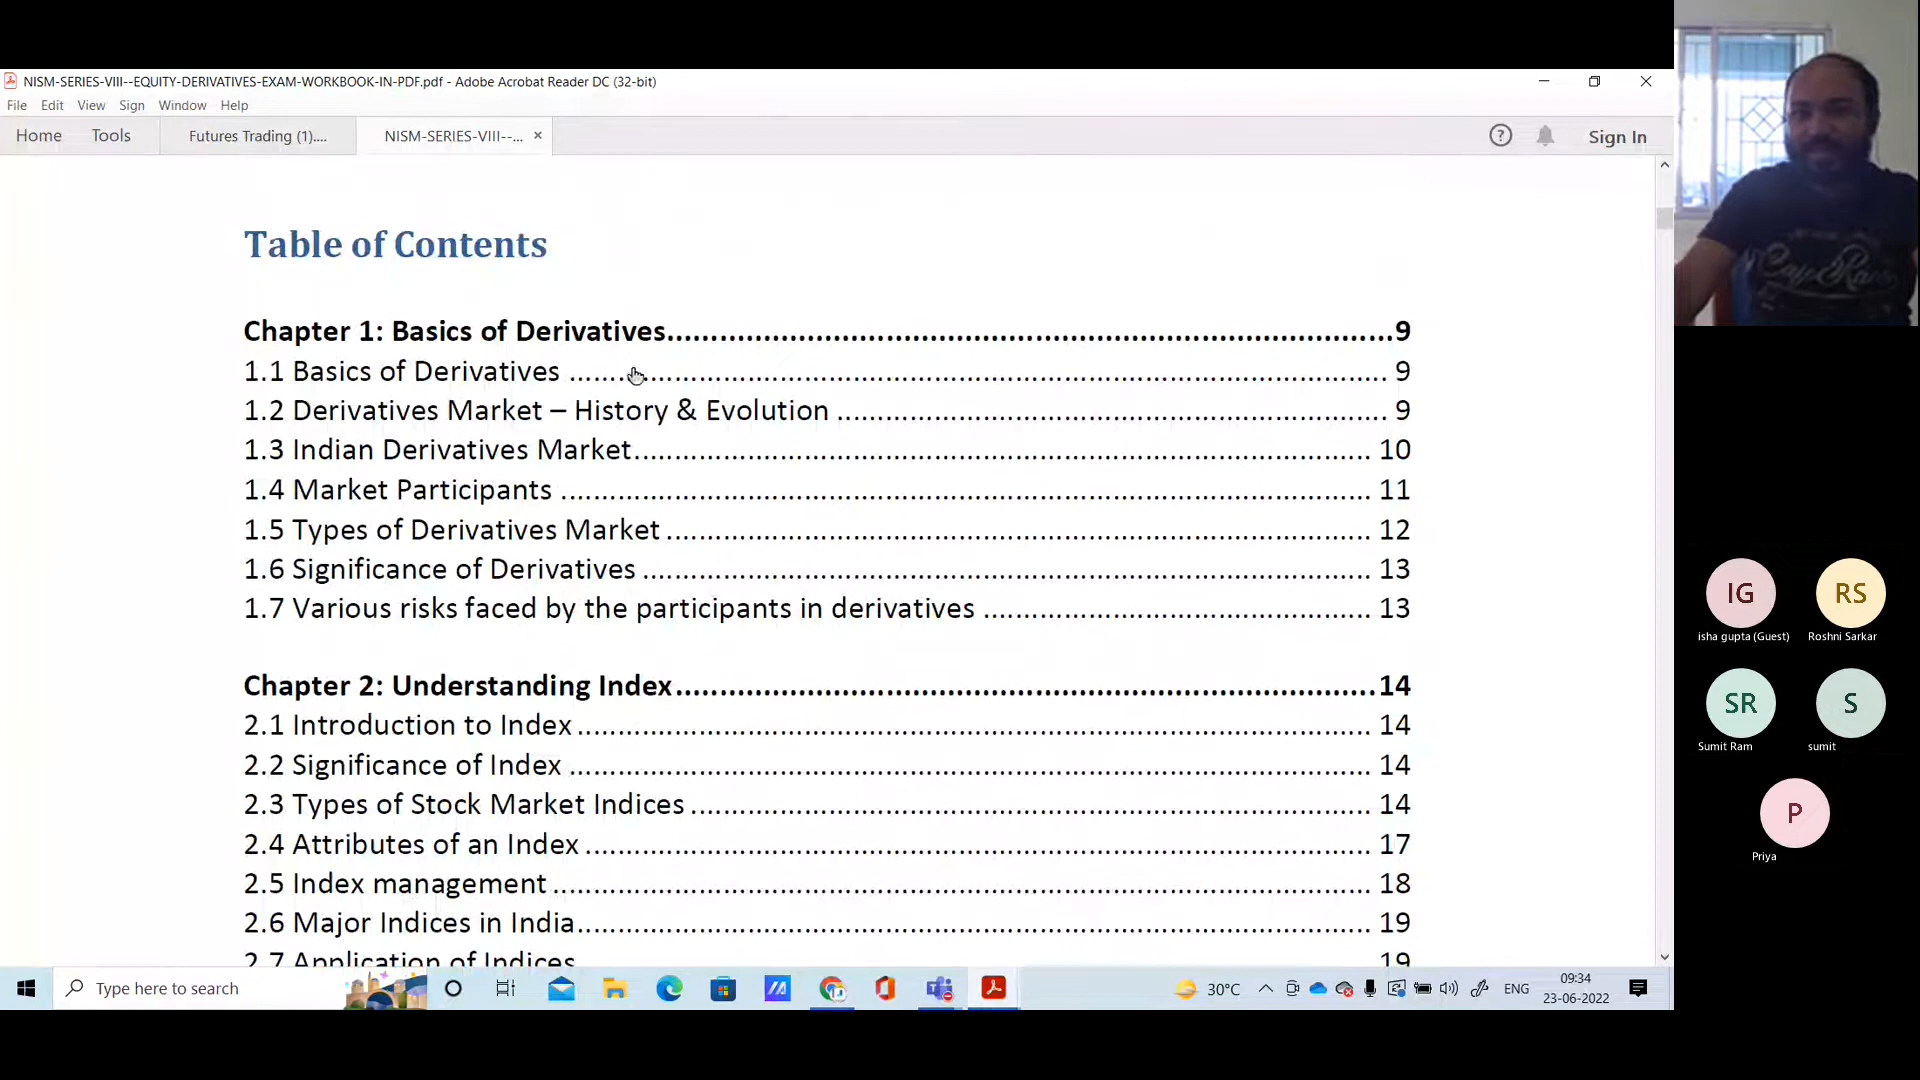 NISM-SERIES-VIII--EQUITY-DERIVATIVES-EXAM-WORKBOOK-IN-PDF.pdf - Adobe Acrobat Reader DC (32-bit)
File Edit View Sign Window Help
Home Tools Futures Trading (1).... NISM-SERIES-VIII--... × Sign In
Table of Contents
Chapter 1: Basics of Derivatives 9
1.1 Basics of Derivatives 9
1.2 Derivatives Market – History & Evolution 9
1.3 Indian Derivatives Market 10
1.4 Market Participants 11
1.5 Types of Derivatives Market 12
1.6 Significance of Derivatives 13
1.7 Various risks faced by the participants in derivatives 13
Chapter 2: Understanding Index 14
2.1 Introduction to Index 14
2.2 Significance of Index 14
2.3 Types of Stock Market Indices 14
2.4 Attributes of an Index 17
2.5 Index management 18
2.6 Major Indices in India 19
2.7 Application of Indices 19
IG RS
isha gupta (Guest) Roshni Sarkar
SR S
Sumit Ram sumit
P
Priya
Type here to search 30°C ENG 09:34
23-06-2022